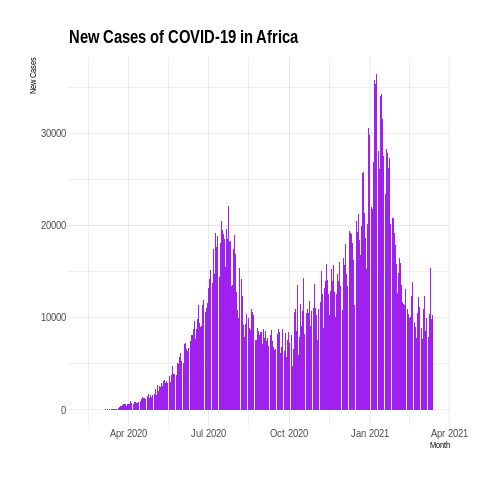 New Cases of COVID-19 in Africa
New Cases
30000
20000
10000
0
Apr 2020
Jul 2020
Oct 2020
Jan 2021
Apr 2021
Month